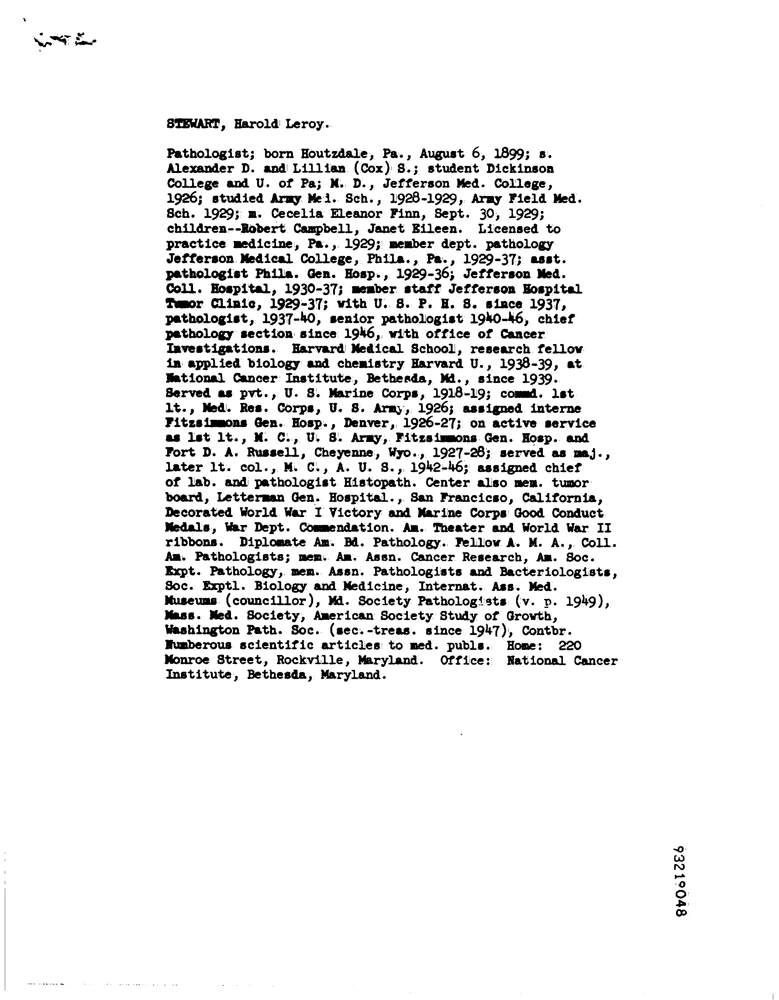 STEWART, Harold Leroy.
Pathologist; born Houtzdale, Pa., August 6, 1899; s.
Alexander D. and Lillian (Cox) S.; student Dickinson
College and U. of Pa; M. D., Jefferson Med. College,
1926; studied Army Med. Sch., 1928-1929, Army Field Med.
Sch. 1929; m. Cecelia Eleanor Finn, Sept. 30, 1929;
children--Robert Campbell, Janet Eileen. Licensed to
practice medicine, Pa., 1929; member dept. pathology
Jefferson Medical College, Phila., Pa., 1929-37; asst.
pathologist Phila. Gen. Hosp., 1929-36; Jefferson Med.
Coll. Hospital, 1930-37; member staff Jefferson Hospital
Tumor Clinic, 1929-37; with U. S. P. H. S. since 1937,
pathologist, 1937-40, senior pathologist 1940-46, chief
pathology section since 1946, with office of Cancer
Investigations. Harvard Medical School, research fellow
in applied biology and chemistry Harvard U., 1938-39, at
National Cancer Institute, Bethesda, Md., since 1939.
Served as pvt., U. S. Marine Corps, 1918-19; commd. 1st
lt., Med. Res. Corps, U. S. Army, 1926; assigned interne
Fitzsimmons Gen. Hosp., Denver, 1926-27; on active service
as 1st lt., M. C., U. S. Army, Fitzsimmons Gen. Hosp. and
Fort D. A. Russell, Cheyenne, Wyo., 1927-28; served as maj.,
later lt. col., M. C., A. U. S., 1942-46; assigned chief
of lab. and pathologist Histopath. Center also mem. tumor
board, Letterman Gen. Hospital., San Francicso, California,
Decorated World War I Victory and Marine Corps Good Conduct
Medals, War Dept. Commendation. Am. Theater and World War II
ribbons. Diplomate Am. Bd. Pathology. Fellow A. M. A., Coll.
Am. Pathologists; mem. Am. Assn. Cancer Research, Am. Soc.
Expt. Pathology, mem. Assn. Pathologists and Bacteriologists,
Soc. Exptl. Biology and Medicine, Internat. Ass. Med.
Museums (councillor), Md. Society Pathologists (v. p. 1949),
Mass. Med. Society, American Society Study of Growth,
Washington Path. Soc. (sec.-treas. since 1947), Contbr.
Numberous scientific articles to med. publs. Home: 220
Monroe Street, Rockville, Maryland. Office: National Cancer
Institute, Bethesda, Maryland.
93219048